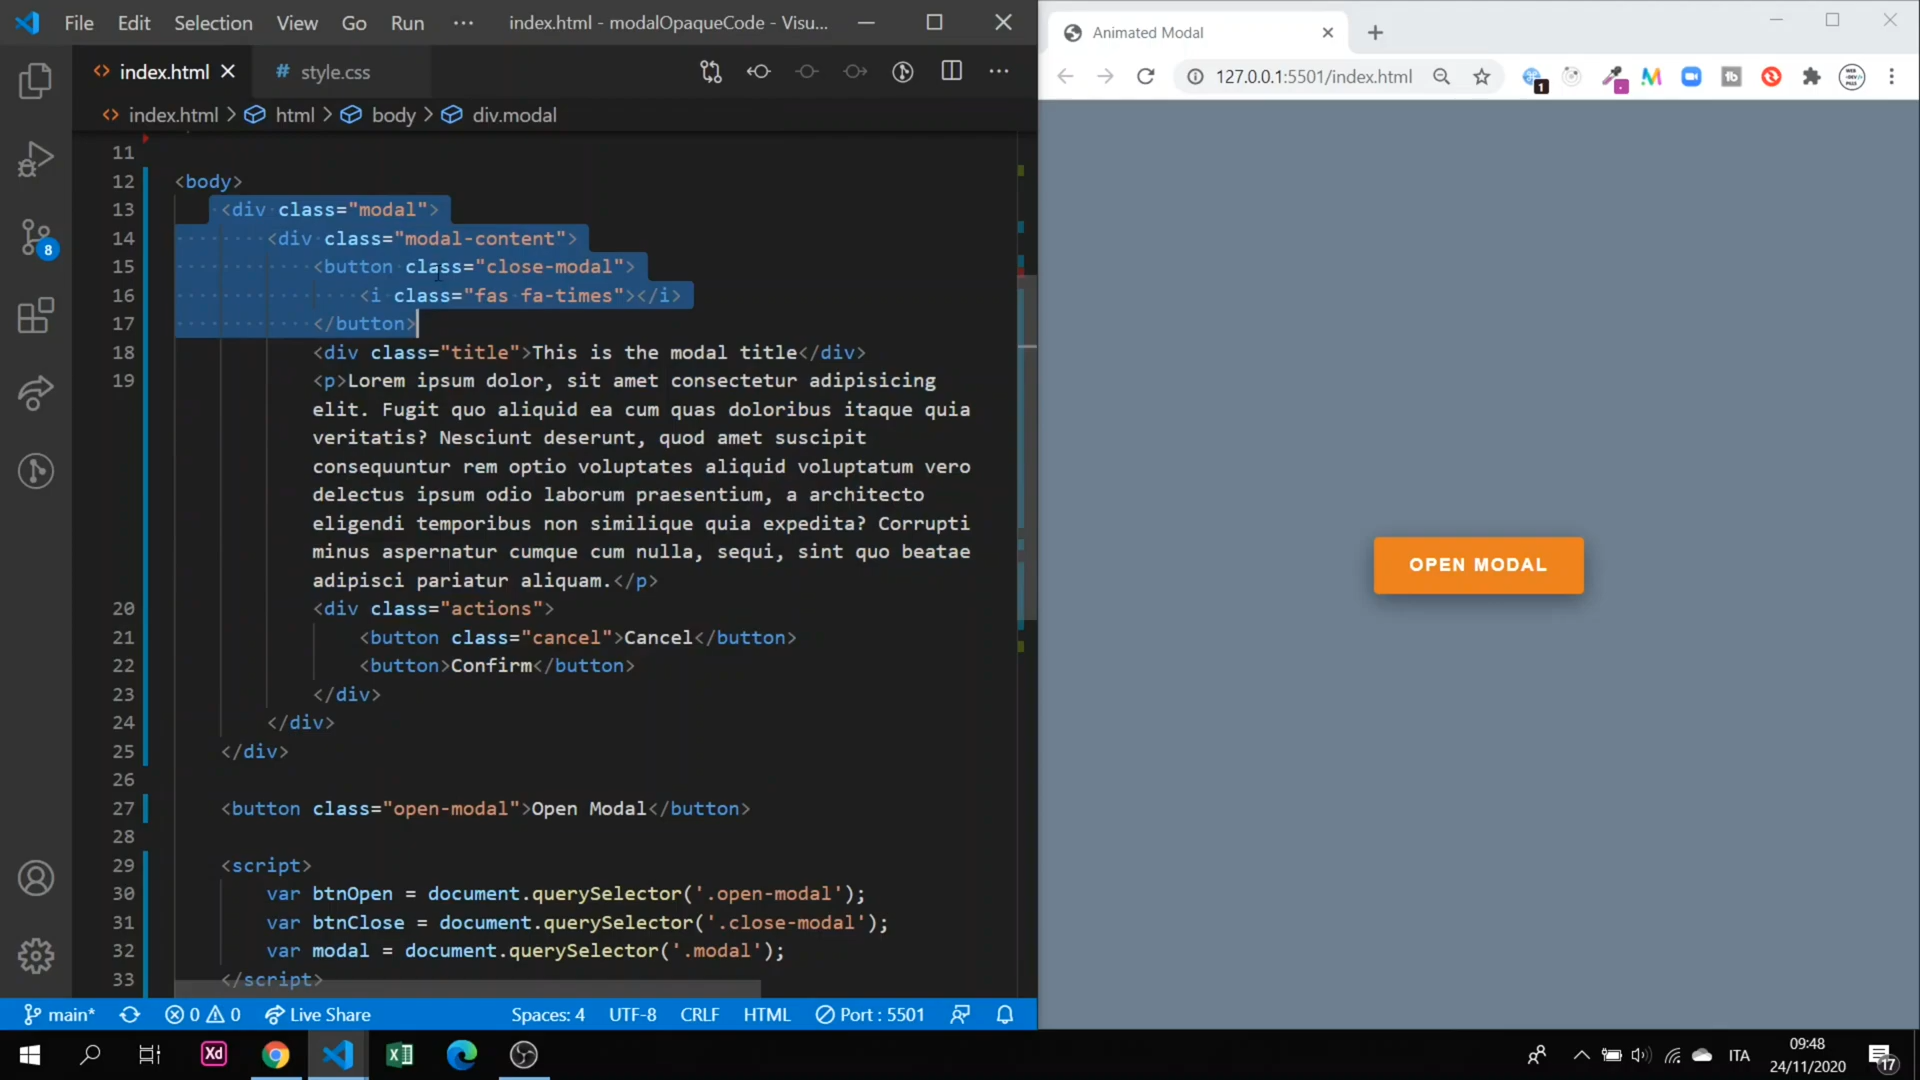 File Edit Selection View Go Run ··· index.html - modalOpaqueCode - Visu...
index.html
# style.css
index.html > html > body > div.modal
11
12 <body>
13 <div class="modal">
14 <div class="modal-content">
15 <button class="close-modal">
16 <i class="fas fa-times"></i>
17 </button>
18 <div class="title">This is the modal title</div>
19 <p>Lorem ipsum dolor, sit amet consectetur adipisicing
elit. Fugit quo aliquid ea cum quas doloribus itaque quia
veritatis? Nesciunt deserunt, quod amet suscipit
consequuntur rem optio voluptates aliquid voluptatum vero
delectus ipsum odio laborum praesentium, a architecto
eligendi temporibus non similique quia expedita? Corrupti
minus aspernatur cumque cum nulla, sequi, sint quo beatae
adipisci pariatur aliquam.</p>
20 <div class="actions">
21 <button class="cancel">Cancel</button>
22 <button>Confirm</button>
23 </div>
24 </div>
25 </div>
26
27 <button class="open-modal">Open Modal</button>
28
29 <script>
30 var btnOpen = document.querySelector('.open-modal');
31 var btnClose = document.querySelector('.close-modal');
32 var modal = document.querySelector('.modal');
33 </script>
8
main* 0 0 Live Share Spaces: 4 UTF-8 CRLF HTML Port : 5501
Animated Modal
127.0.0.1:5501/index.html
1
OPEN MODAL
Xd
ITA
09:48
24/11/2020
17